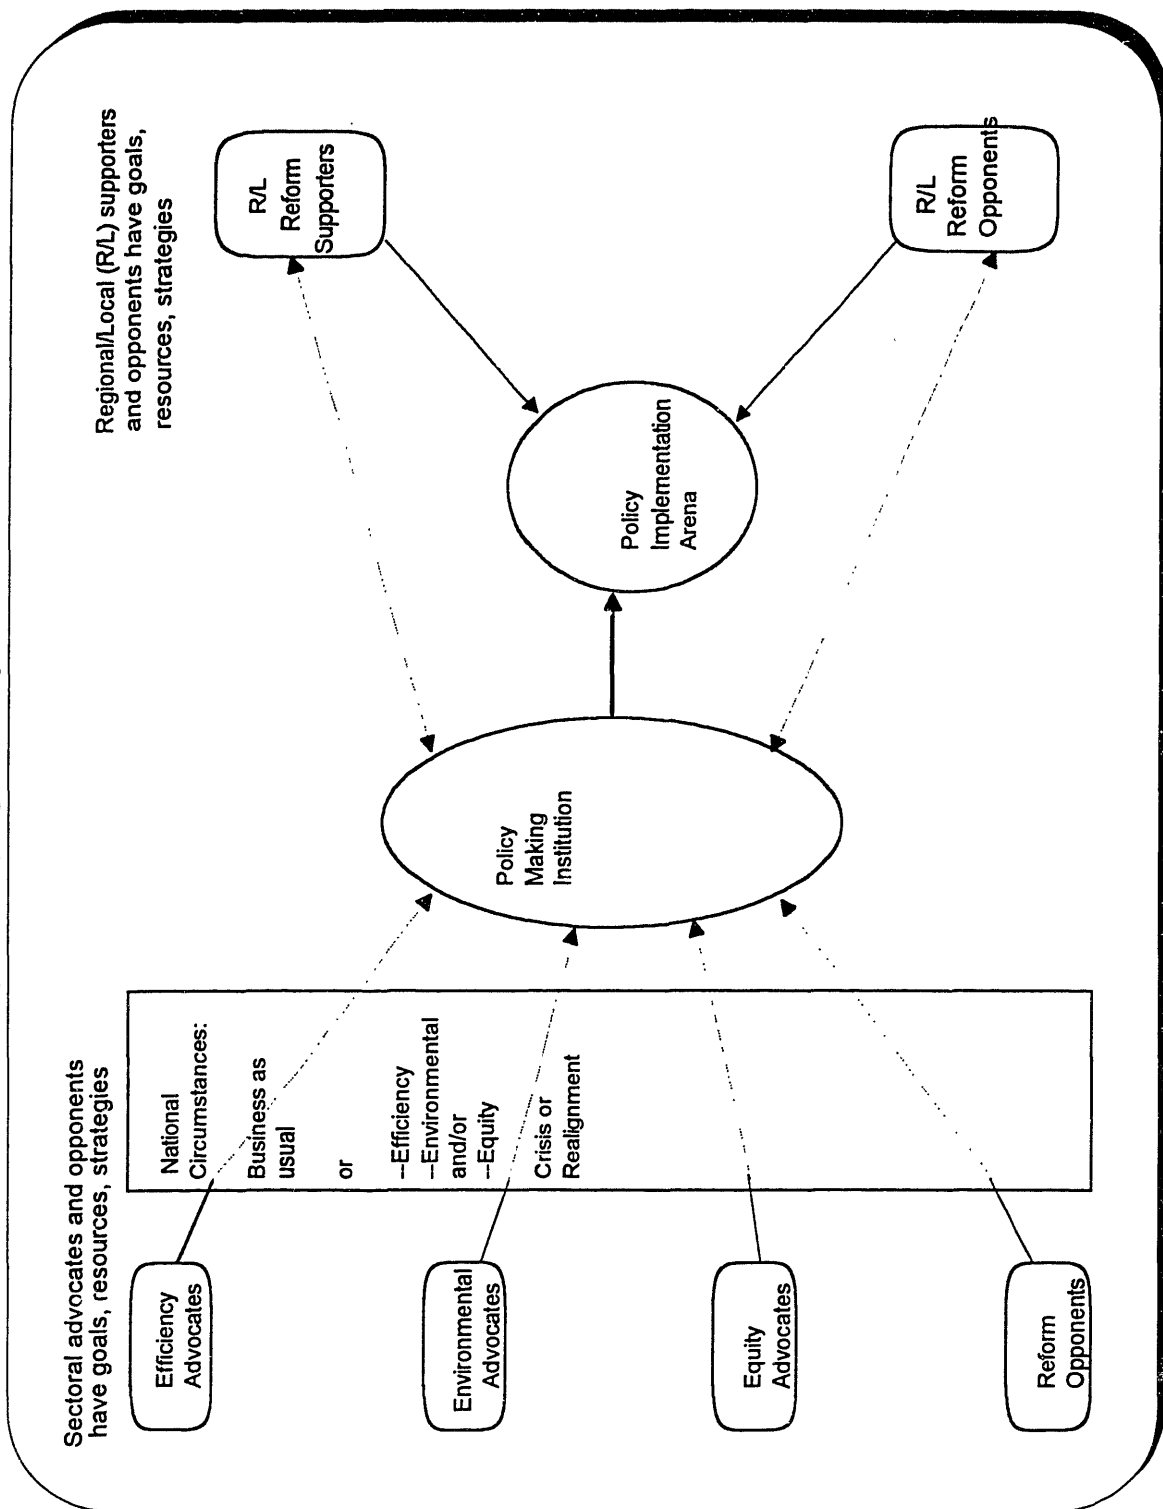 Sectoral advocates and opponents
have goals, resources, strategies
Regional/Local (R/L) supporters
and opponents have goals,
resources, strategies
Efficiency
Advocates
Environmental
Advocates
Equity
Advocates
Reform
Opponents
National
Circumstances:
Business as
usual
or
--Efficiency
--Environmental
and/or
--Equity
Crisis or
Realignment
Policy
Making
Institution
Policy
Implementation
Arena
R/L
Reform
Supporters
R/L
Reform
Opponents